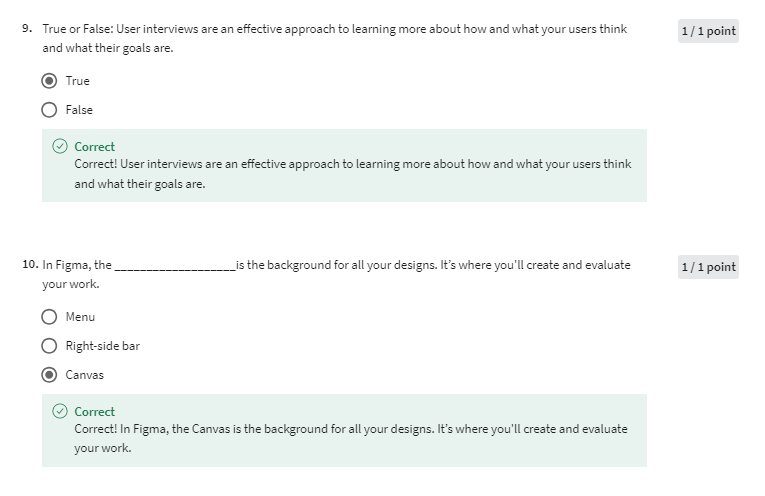 9. True or False: User interviews are an effective approach to learning more about how and what your users think
and what their goals are.
1 / 1 point
True
False
Correct
Correct! User interviews are an effective approach to learning more about how and what your users think
and what their goals are.
10. In Figma, the ____________________is the background for all your designs. It's where you'll create and evaluate
your work.
1 / 1 point
Menu
Right-side bar
Canvas
Correct
Correct! In Figma, the Canvas is the background for all your designs. It's where you'll create and evaluate
your work.